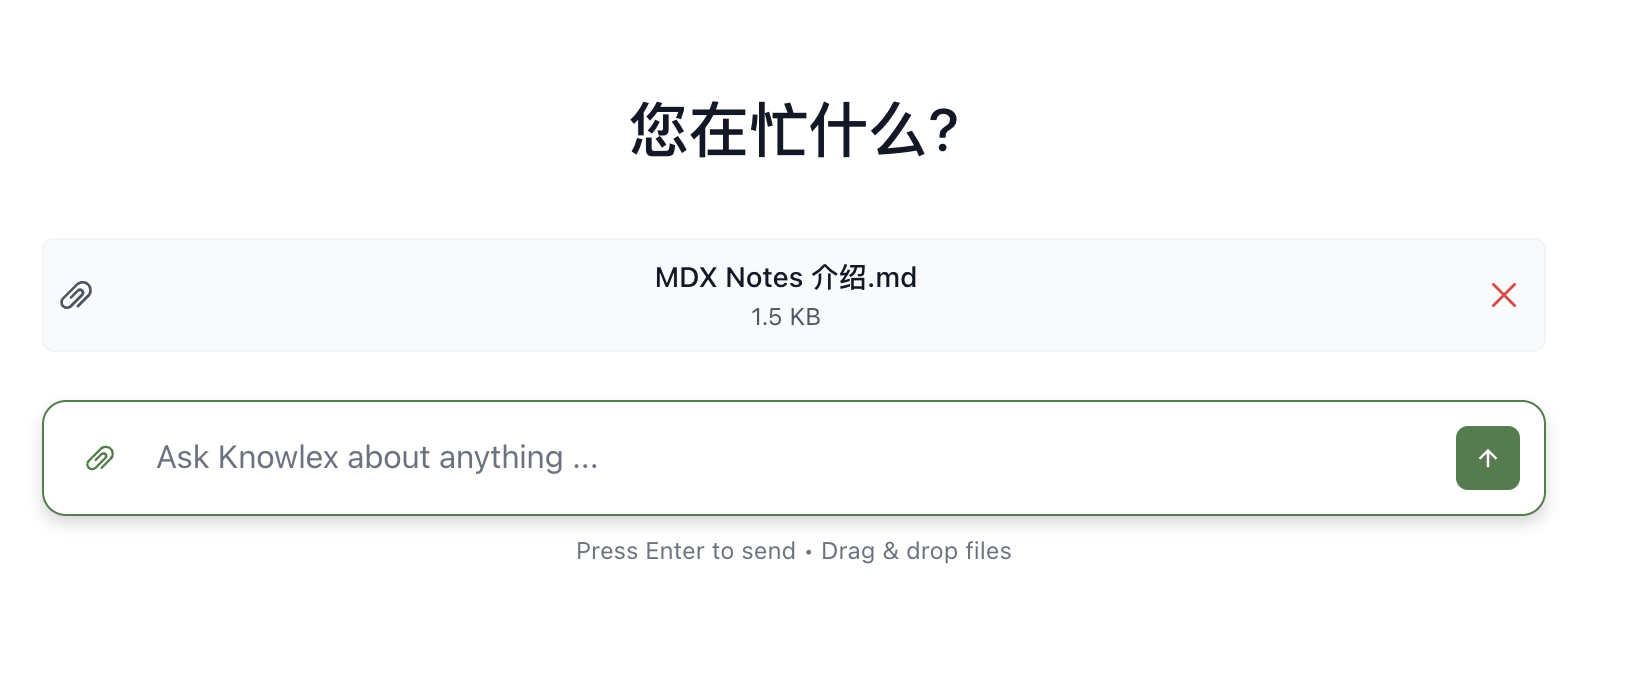 您在忙什么?
MDX Notes 介绍.md
1.5 KB
Ask Knowlex about anything ...
Press Enter to send • Drag & drop files